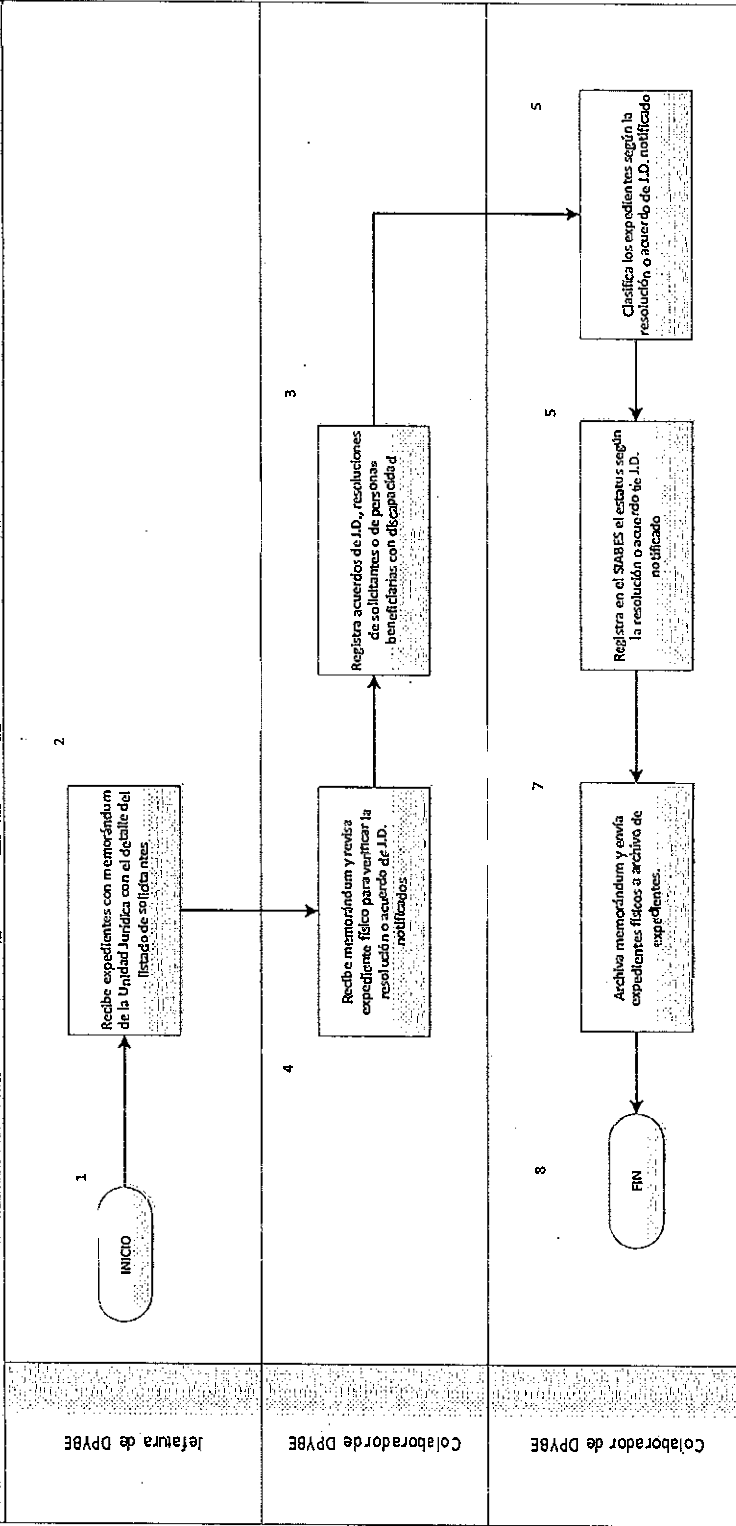 Jefatura de DPYBE
1
INICIO
2
Recibe expedientes con memorándum
de la Unidad Jurídica con el detalle del
listado de solicitantes
Colaborador de DPYBE
4
Recibe memorándum y revisa
expediente físico para verificar la
resolución o acuerdo de J.D.
notificados
3
Registra acuerdos de J.D., resoluciones
de solicitantes o de personas
beneficiarias con discapacidad
Colaborador de DPYBE
5
Clasifica los expedientes según la
resolución o acuerdo de J.D. notificado
5
Registra en el SIABES el estatus según
la resolución o acuerdo de J.D.
notificado
7
Archiva memorándum y envía
expedientes físicos a archivo de
expedientes.
8
FIN